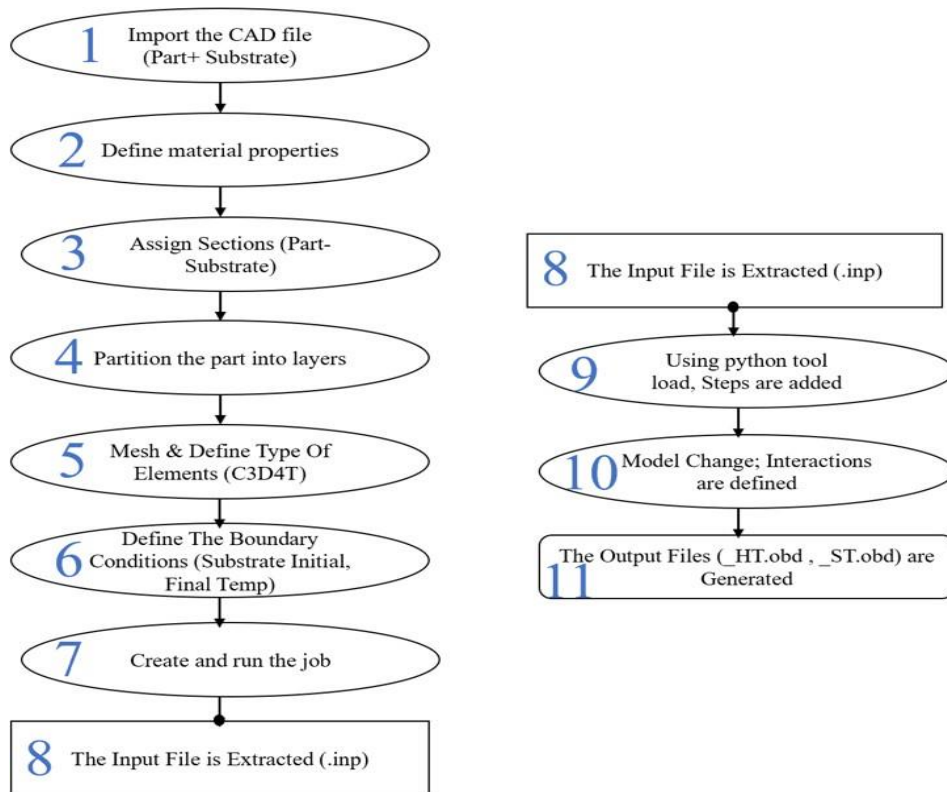 1
Import the CAD file
(Part+ Substrate)
2
Define material properties
3
Assign Sections (Part-
Substrate)
4
Partition the part into layers
5
Mesh & Define Type Of
Elements (C3D4T)
6
Define The Boundary
Conditions (Substrate Initial,
Final Temp)
7
Create and run the job
8
The Input File is Extracted (.inp)
8
The Input File is Extracted (.inp)
9
Using python tool
load, Steps are added
10
Model Change; Interactions
are defined
11
The Output Files (_HT.obd , _ST.obd) are
Generated